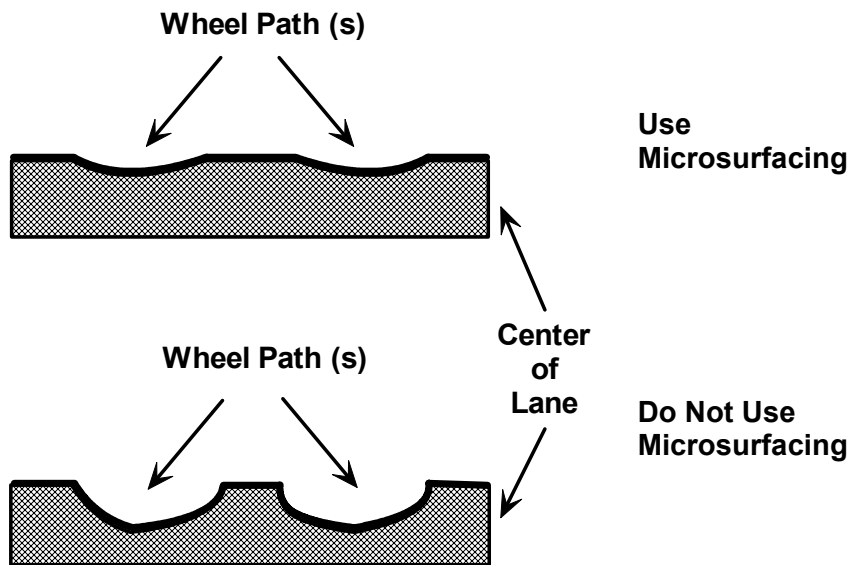 Wheel Path (s)
Use
Microsurfacing
Center
of
Lane
Wheel Path (s)
Do Not Use
Microsurfacing